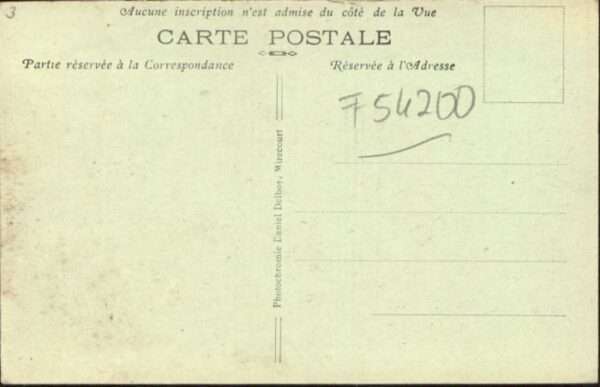 3
Aucune inscription n'est admise du côté de la Vue
CARTE POSTALE
Partie réservée à la Correspondance
Réservée à l'Adresse
F 54200
Photochromie Daniel Delboy, Mirecourt